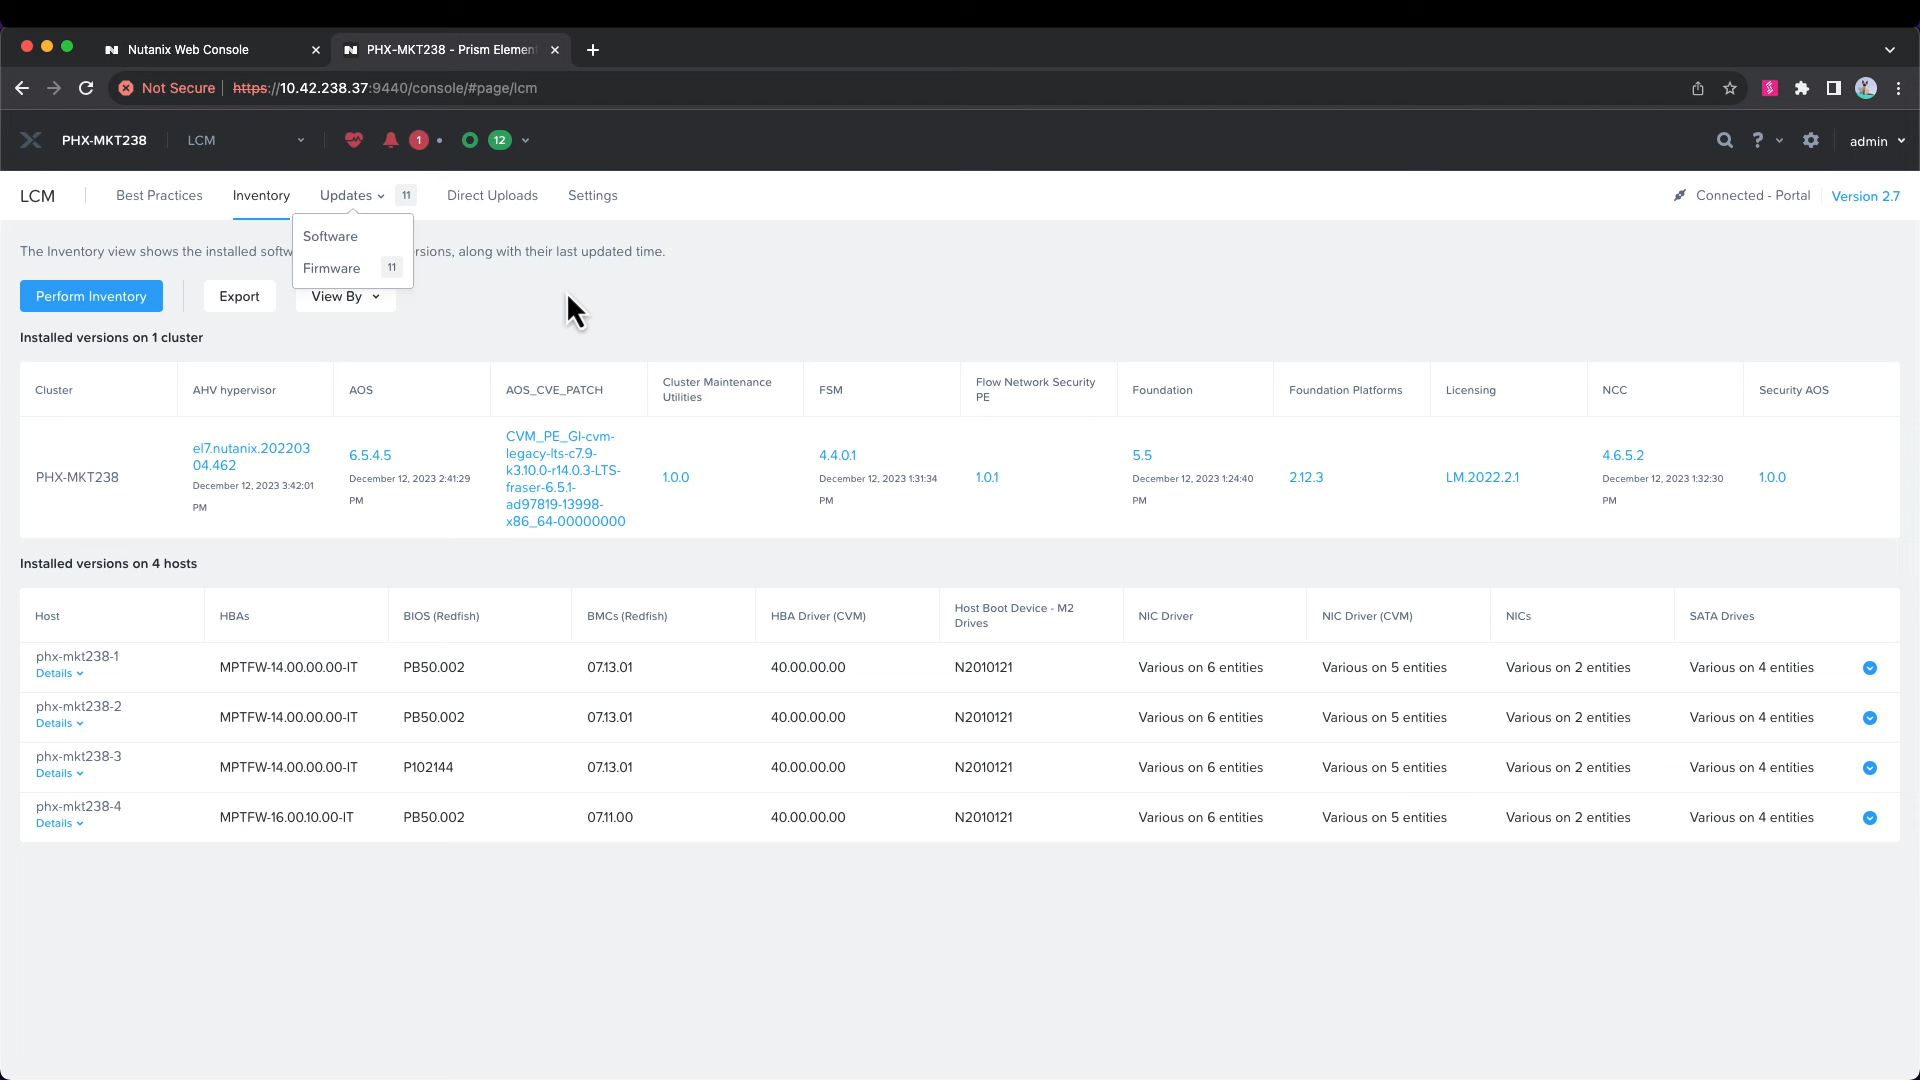 Nutanix Web Console
PHX-MKT238 - Prism Elemen
Not Secure
https://10.42.238.37:9440/console/#page/lcm
PHX-MKT238
LCM
1
12
?
admin
LCM
Best Practices
Inventory
Updates
11
Direct Uploads
Settings
Connected - Portal
Version 2.7
Software
Firmware
11
The Inventory view shows the installed softw
rsions, along with their last updated time.
Perform Inventory
Export
View By
Installed versions on 1 cluster
Cluster
AHV hypervisor
AOS
AOS_CVE_PATCH
Cluster Maintenance
Utilities
FSM
Flow Network Security
PE
Foundation
Foundation Platforms
Licensing
NCC
Security AOS
PHX-MKT238
el7.nutanix.202203
04.462
December 12, 2023 3:42:01
PM
6.5.4.5
December 12, 2023 2:41:29
PM
CVM_PE_GI-cvm-
legacy-lts-c7.9-
k3.10.0-r14.0.3-LTS-
fraser-6.5.1-
ad97819-13998-
x86_64-00000000
1.0.0
4.4.0.1
December 12, 2023 1:31:34
PM
1.0.1
5.5
December 12, 2023 1:24:40
PM
2.12.3
LM.2022.2.1
4.6.5.2
December 12, 2023 1:32:30
PM
1.0.0
Installed versions on 4 hosts
Host
HBAs
BIOS (Redfish)
BMCs (Redfish)
HBA Driver (CVM)
Host Boot Device - M2
Drives
NIC Driver
NIC Driver (CVM)
NICs
SATA Drives
phx-mkt238-1
Details
MPTFW-14.00.00.00-IT
PB50.002
07.13.01
40.00.00.00
N2010121
Various on 6 entities
Various on 5 entities
Various on 2 entities
Various on 4 entities
phx-mkt238-2
Details
MPTFW-14.00.00.00-IT
PB50.002
07.13.01
40.00.00.00
N2010121
Various on 6 entities
Various on 5 entities
Various on 2 entities
Various on 4 entities
phx-mkt238-3
Details
MPTFW-14.00.00.00-IT
P102144
07.13.01
40.00.00.00
N2010121
Various on 6 entities
Various on 5 entities
Various on 2 entities
Various on 4 entities
phx-mkt238-4
Details
MPTFW-16.00.10.00-IT
PB50.002
07.11.00
40.00.00.00
N2010121
Various on 6 entities
Various on 5 entities
Various on 2 entities
Various on 4 entities